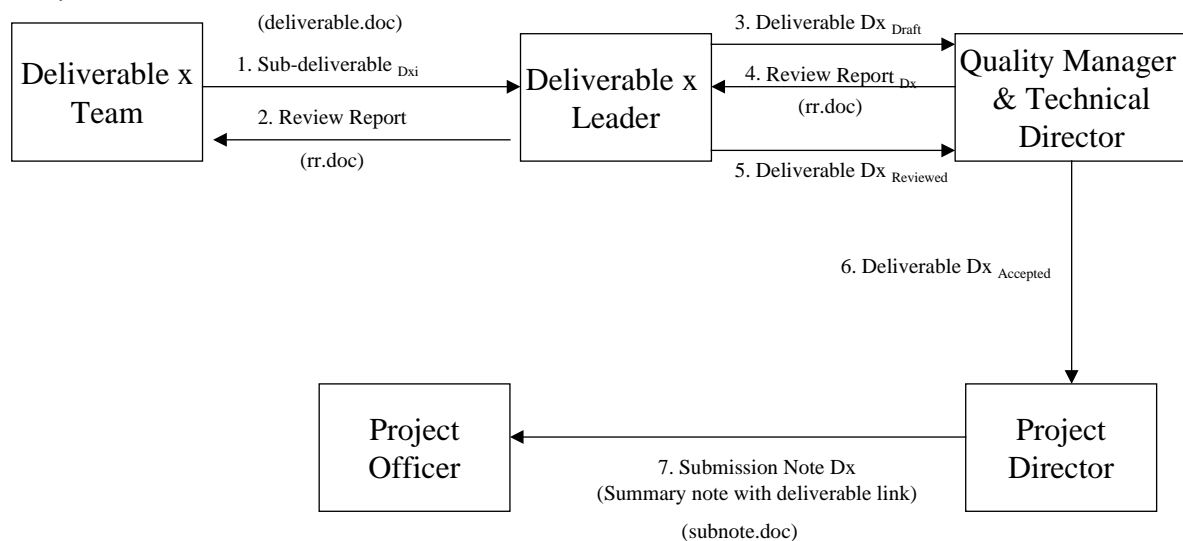 (deliverable.doc)
3. Deliverable Dx Draft
Deliverable x
Team
1. Sub-deliverable Dxi
Deliverable x
Leader
4. Review Report Dx
(rr.doc)
Quality Manager
& Technical
Director
2. Review Report
(rr.doc)
5. Deliverable Dx Reviewed
6. Deliverable Dx Accepted
Project
Officer
Project
Director
7. Submission Note Dx
(Summary note with deliverable link)
(subnote.doc)